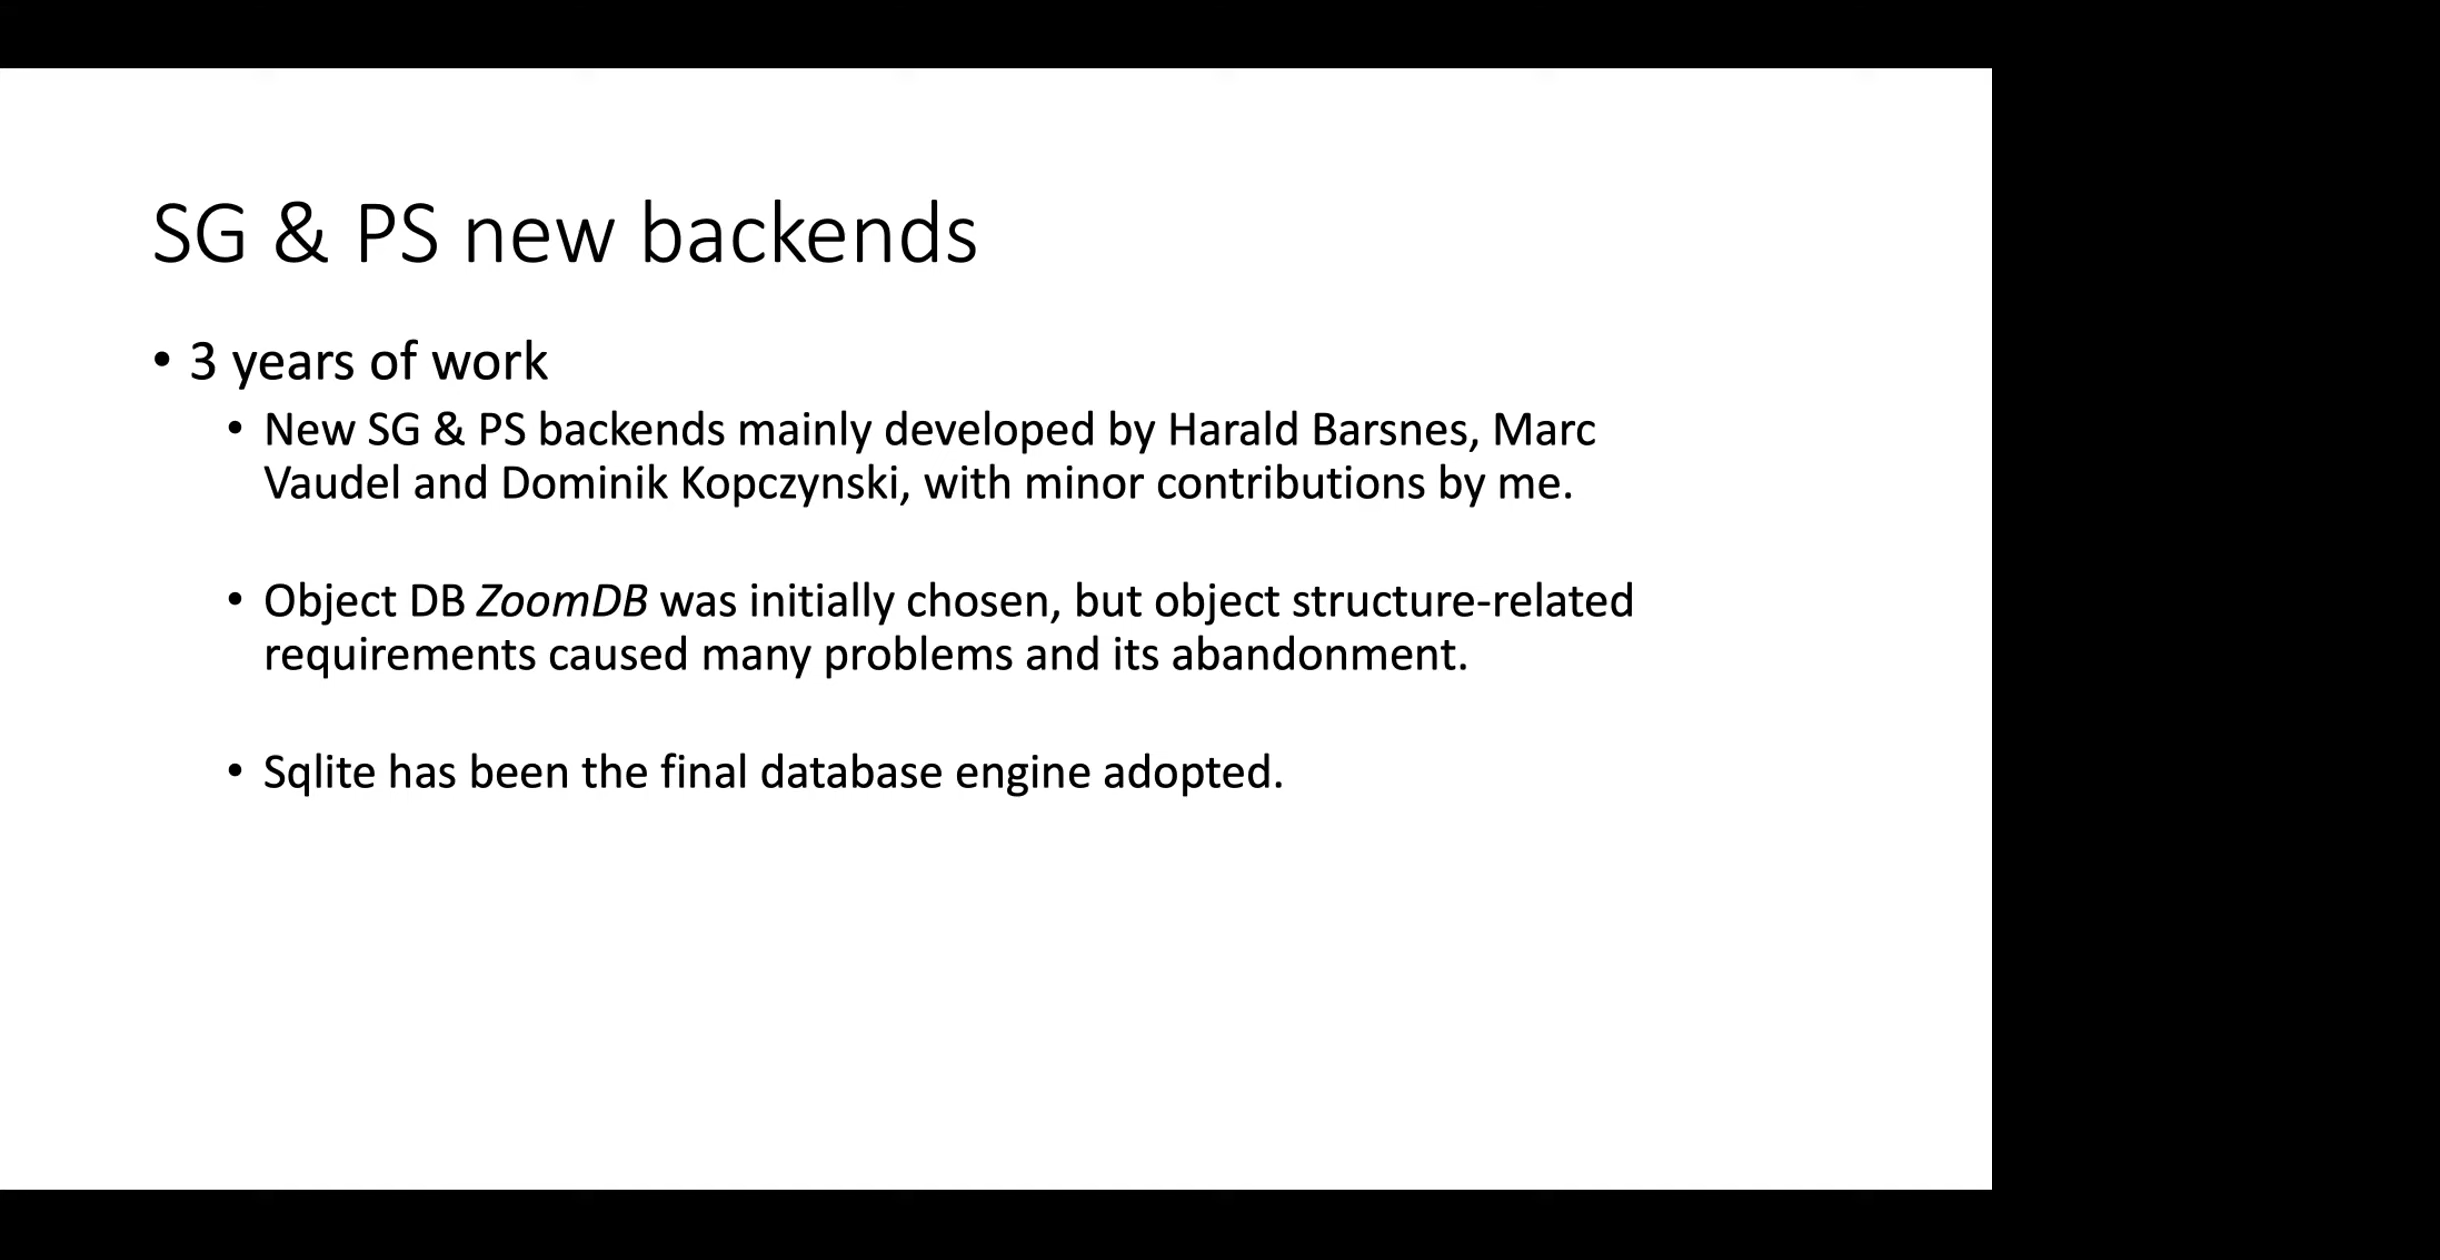 SG & PS new backends
• 3 years of work
• New SG & PS backends mainly developed by Harald Barsnes, Marc
Vaudel and Dominik Kopczynski, with minor contributions by me.
• Object DB ZoomDB was initially chosen, but object structure-related
requirements caused many problems and its abandonment.
• Sqlite has been the final database engine adopted.